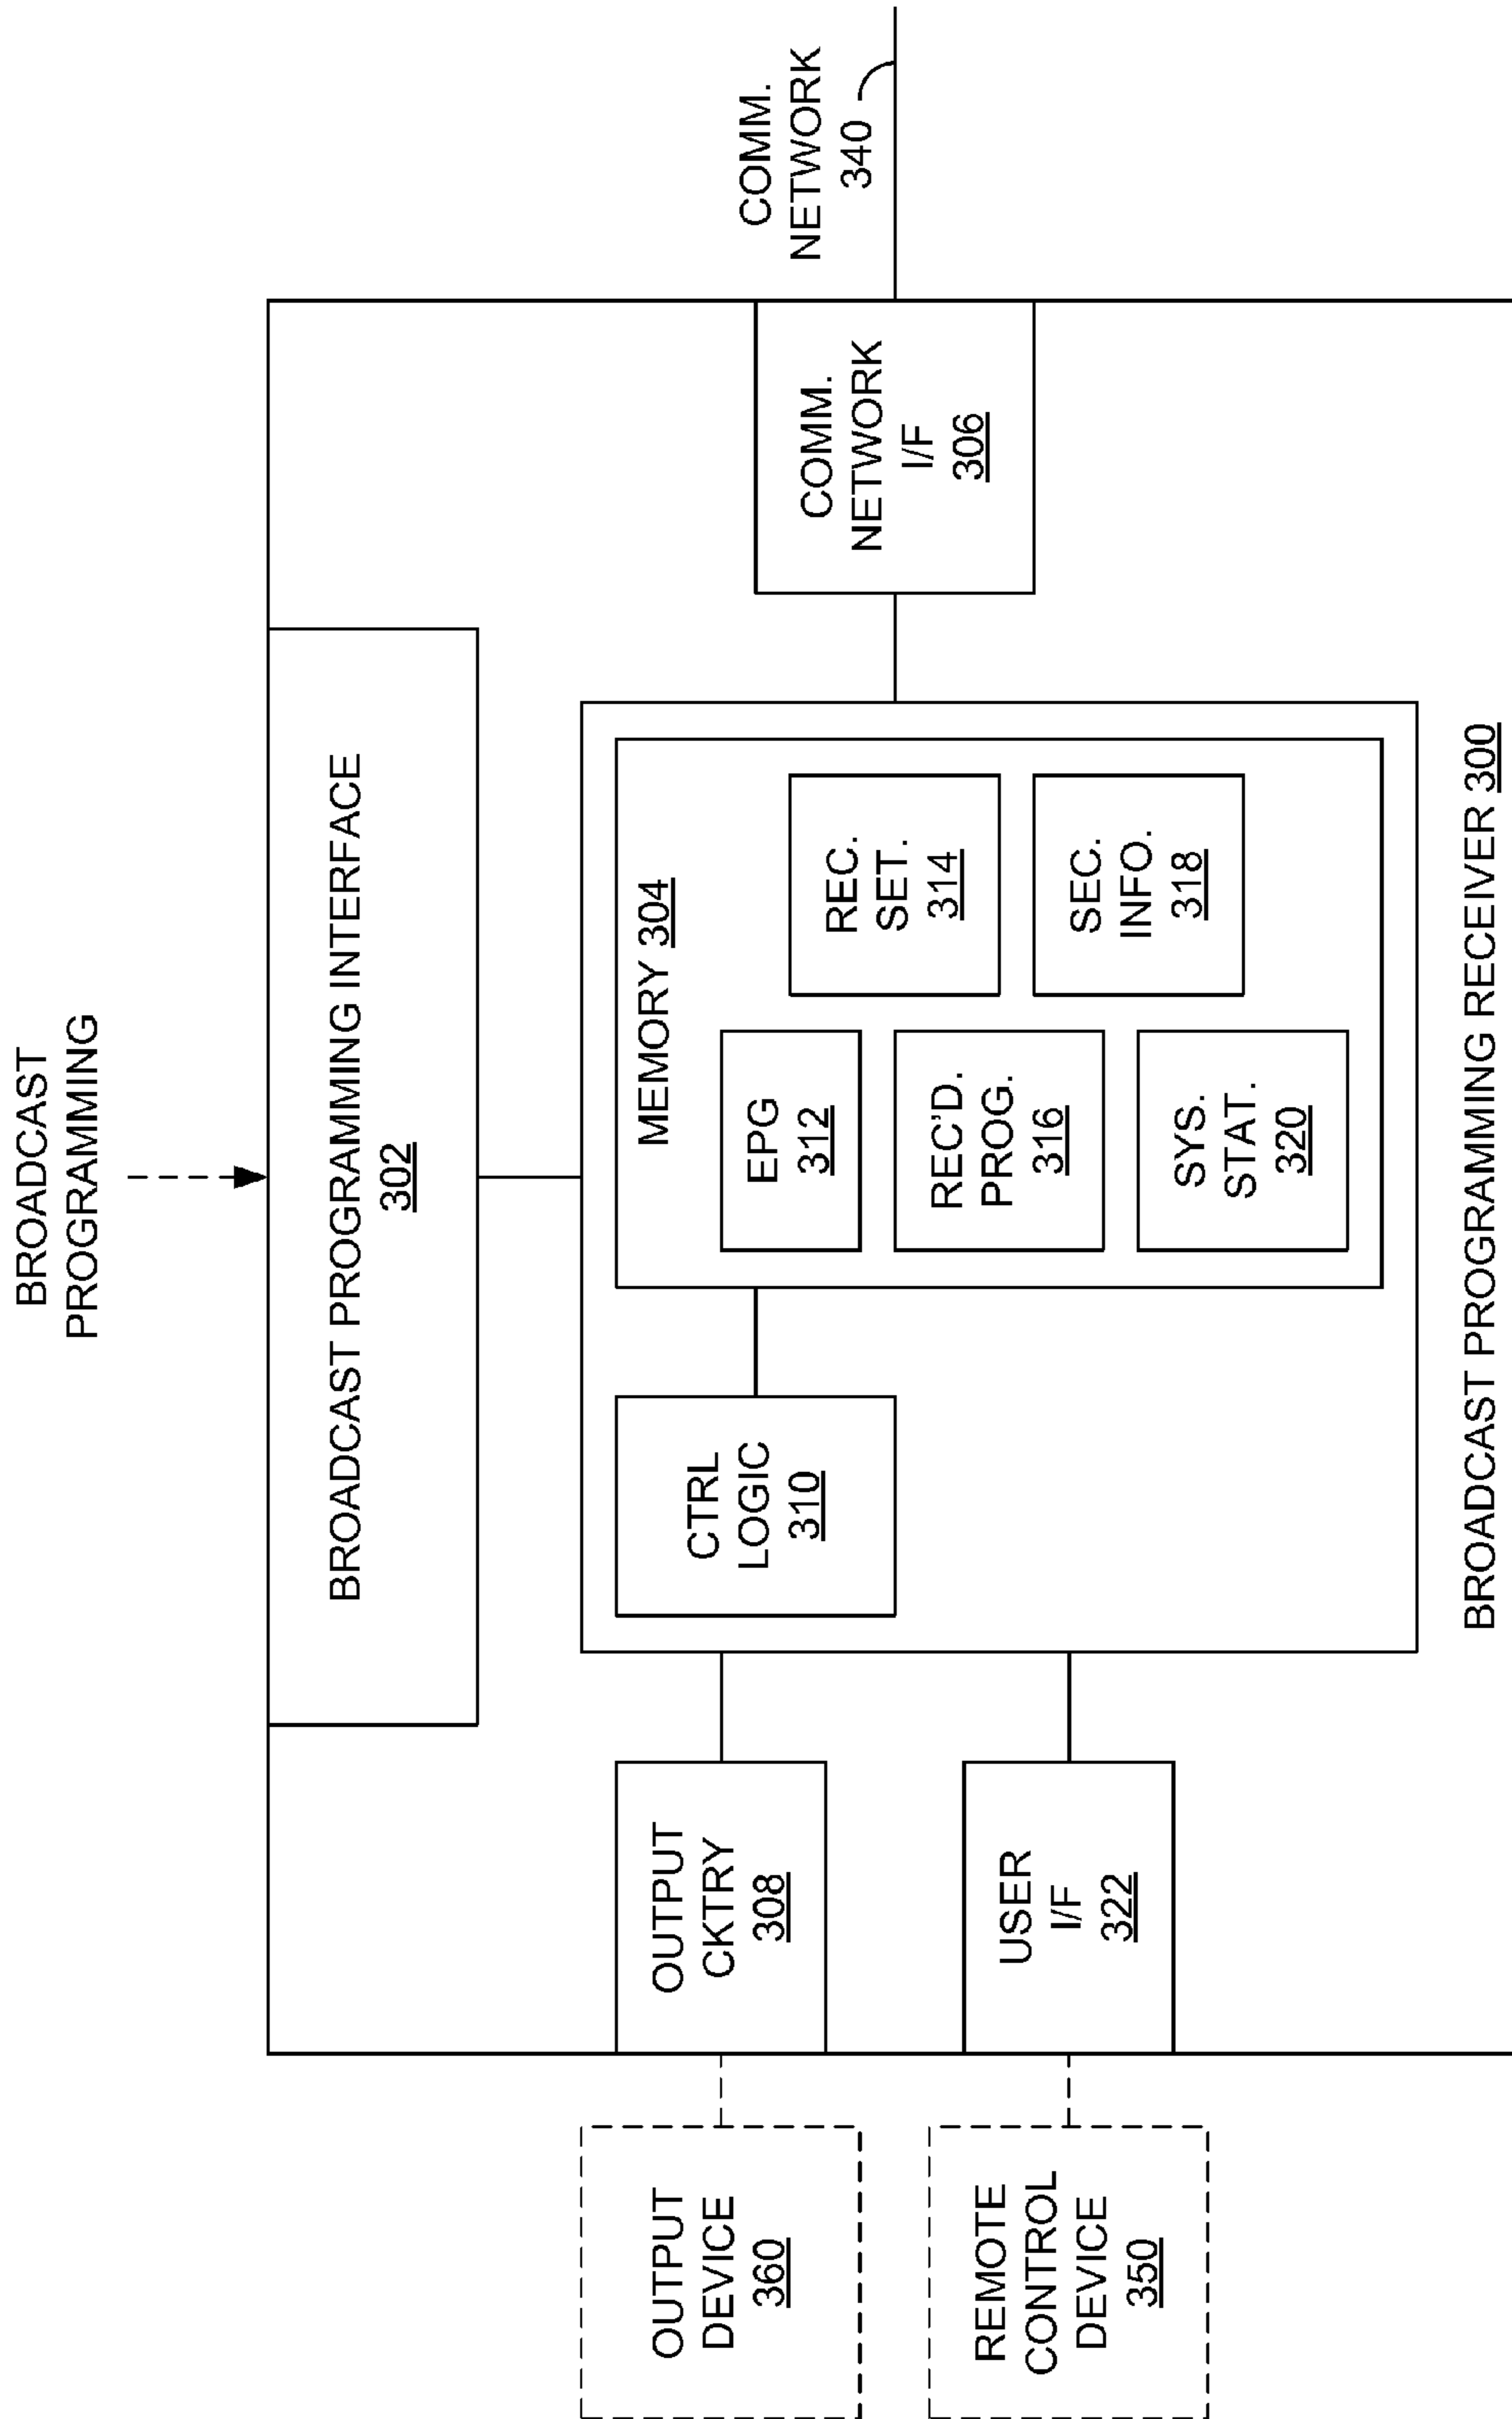 BROADCAST
PROGRAMMING
BROADCAST PROGRAMMING INTERFACE
302
OUTPUT
DEVICE
360
OUTPUT
CKTRY
308
CTRL
LOGIC
310
MEMORY 304
EPG
312
REC.
SET.
314
REC'D.
PROG.
316
SEC.
INFO.
318
SYS.
STAT.
320
COMM.
NETWORK
I/F
306
COMM.
NETWORK
340
REMOTE
CONTROL
DEVICE
350
USER
I/F
322
BROADCAST PROGRAMMING RECEIVER 300